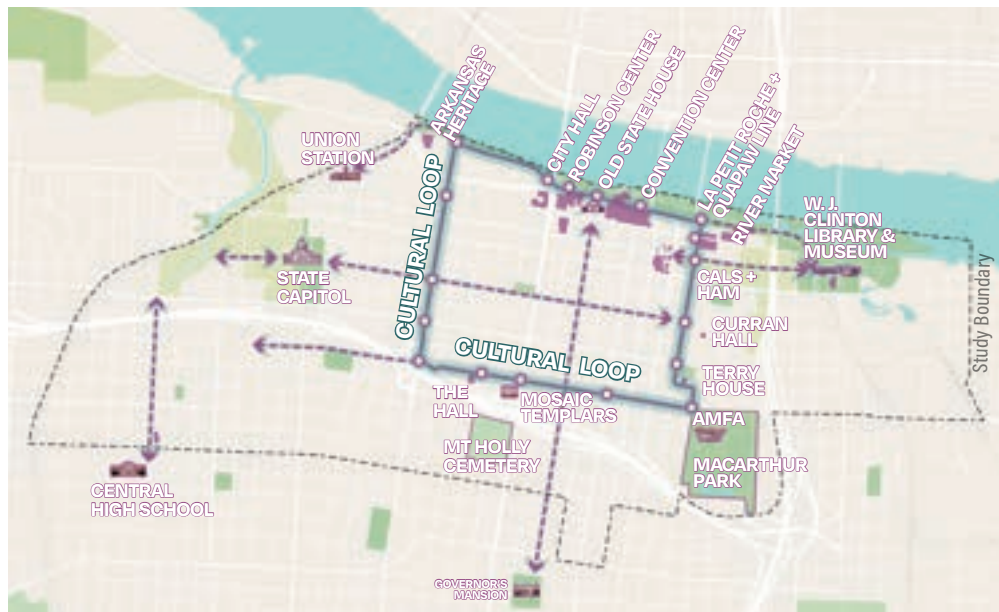 ARKANSAS
HERITAGE
CITY HALL
ROBINSON CENTER
OLD STATE HOUSE
CONVENTION CENTER
LA PETIT ROCHE +
QUAPAW LINE
RIVER MARKET
UNION
STATION
W. J.
CLINTON
LIBRARY &
MUSEUM
STATE
CAPITOL
CULTURAL LOOP
CALS +
HAM
Study Boundary
CURRAN
HALL
CULTURAL LOOP
TERRY
HOUSE
THE
HALL
MOSAIC
TEMPLARS
AMFA
MT HOLLY
CEMETERY
MACARTHUR
PARK
CENTRAL
HIGH SCHOOL
GOVERNOR'S
MANSION